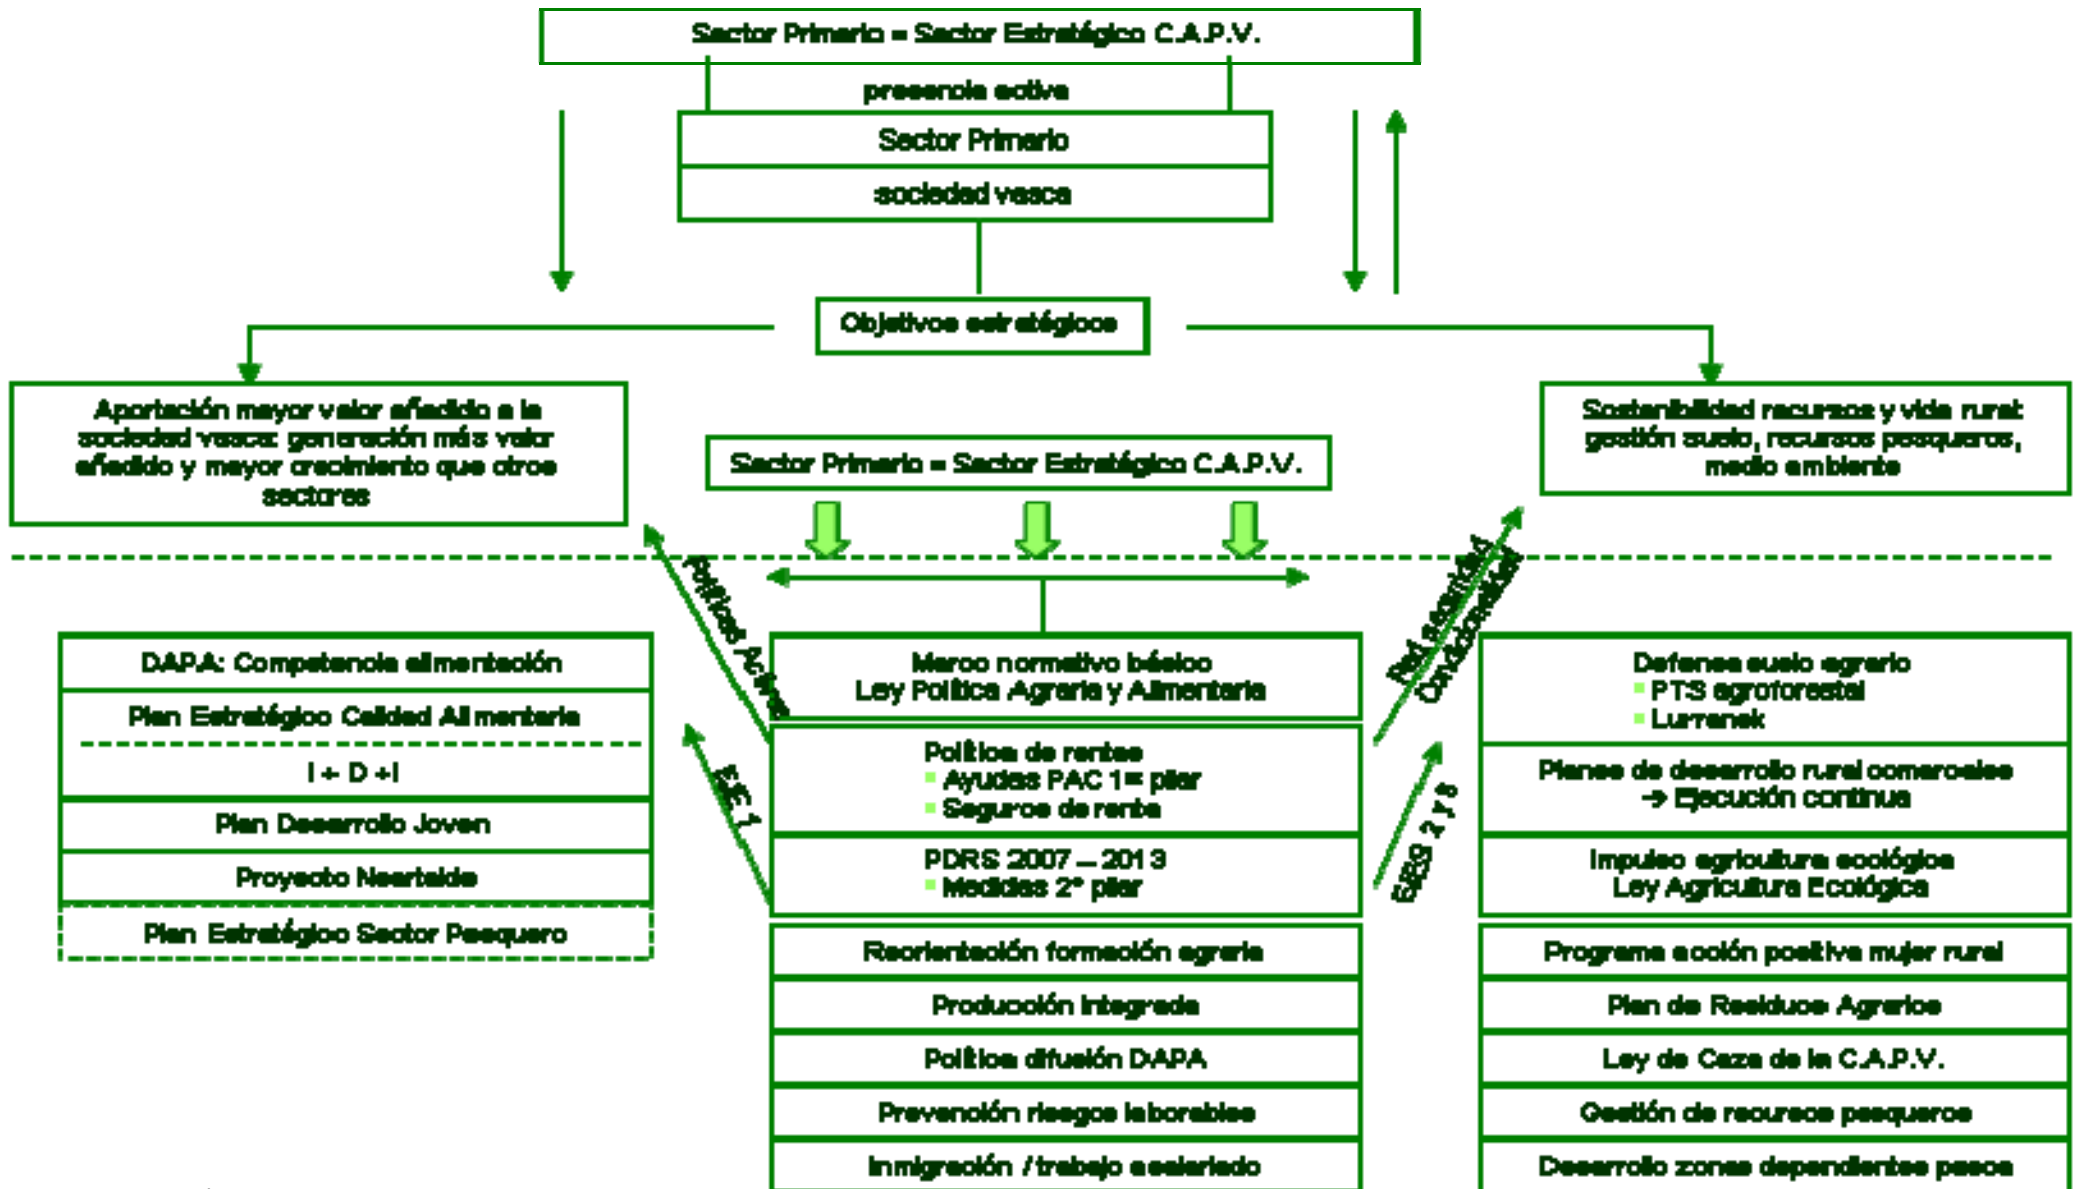 Sector Primario = Sector Estratégico C.A.P.V.
presencia activa
Sector Primario
sociedad vasca
Objetivos estratégicos
Aportación mayor valor añadido a la
sociedad vasca: generación más valor
añadido y mayor crecimiento que otros
sectores
Sector Primario = Sector Estratégico C.A.P.V.
Sostenibilidad recursos y vida rural:
gestión suelo, recursos pesqueros,
medio ambiente
Políticas Activas
Red seguridad
Condicionalidad
DAPA: Competencia alimentación
Plan Estratégico Calidad Alimentaria
I + D +I
Plan Desarrollo Joven
Proyecto Neartalde
Plan Estratégico Sector Pesquero
EJE 1
Marco normativo básico
Ley Política Agraria y Alimentaria
Política de rentas
Ayudas PAC 1er pilar
Seguros de renta
PDRS 2007 – 2013
Medidas 2º pilar
Reorientación formación agraria
Producción Integrada
Política difusión DAPA
Prevención riesgos laborables
Inmigración / trabajo asalariado
EJES 2 y 3
Defensa suelo agrario
PTS agroforestal
Lurranek
Planes de desarrollo rural comarcales
→ Ejecución continua
Impulso agricultura ecológica
Ley Agricultura Ecológica
Programa acción positiva mujer rural
Plan de Residuos Agrarios
Ley de Caza de la C.A.P.V.
Gestión de recursos pesqueros
Desarrollo zonas dependientes pesca